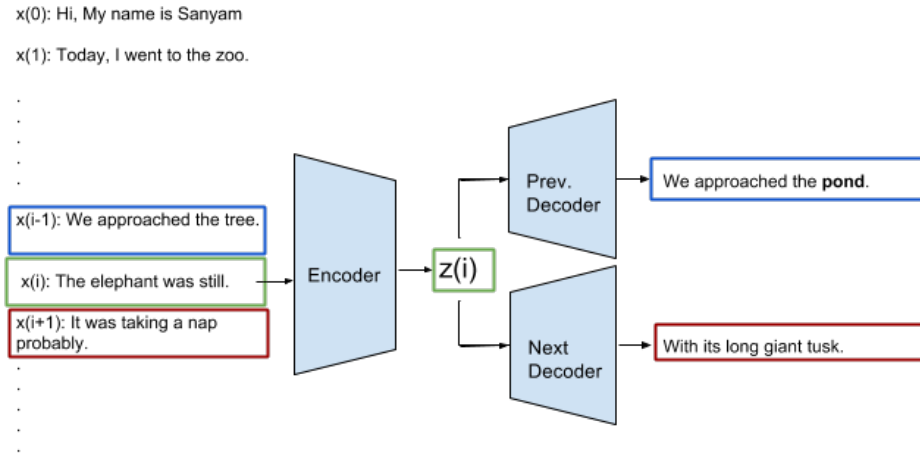 x(0): Hi, My name is Sanyam
x(1): Today, I went to the zoo.
.
.
.
.
.
x(i-1): We approached the tree.
x(i): The elephant was still.
x(i+1): It was taking a nap
probably.
.
.
.
.
.
Encoder
z(i)
Prev.
Decoder
We approached the pond.
Next
Decoder
With its long giant tusk.